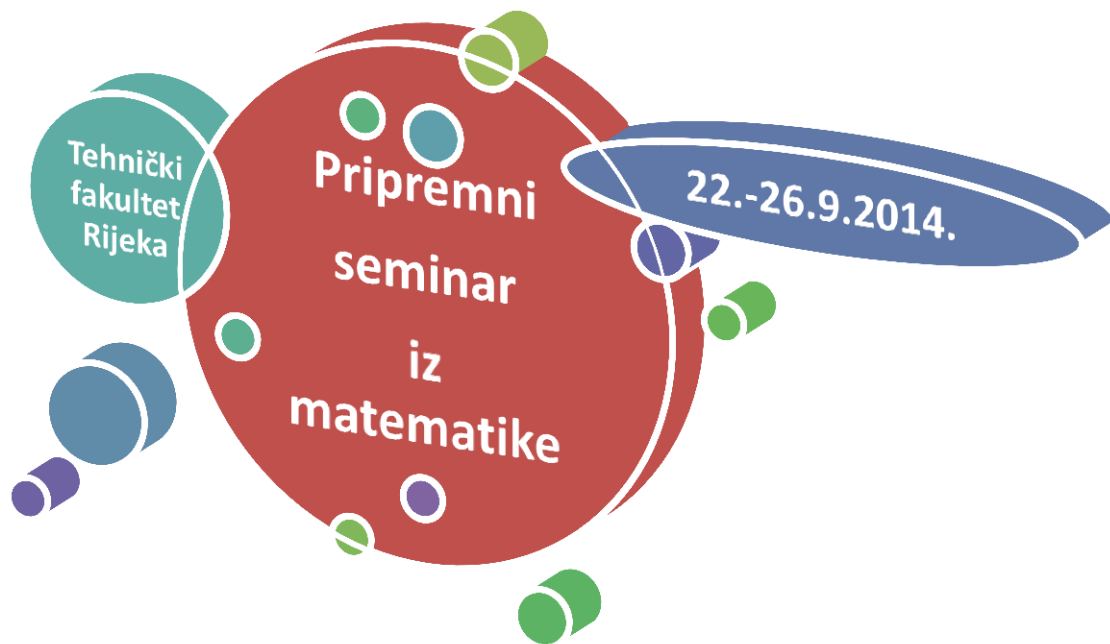 Tehnički
fakultet
Rijeka
Pripremni
seminar
iz
matematike
22.-26.9.2014.